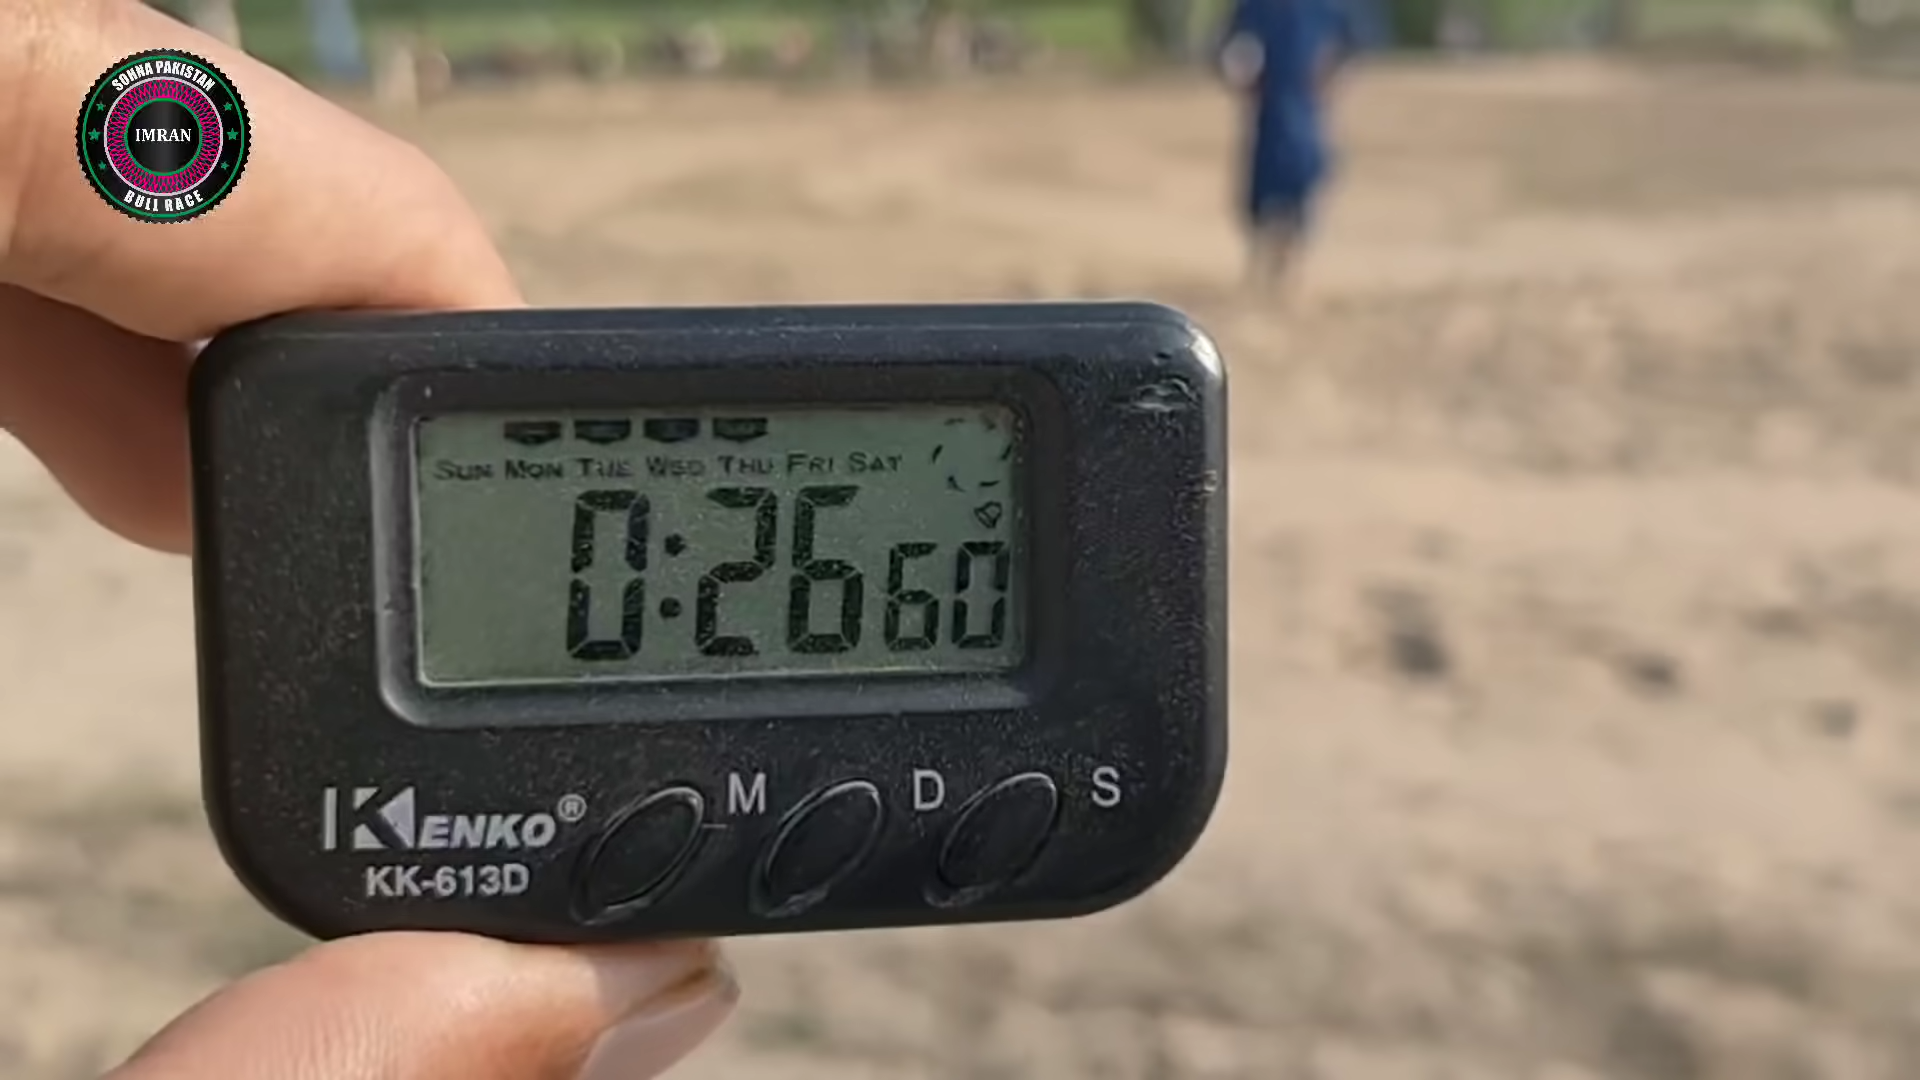 SOHNA PAKISTAN
IMRAN
BULL RACE
SUN MON TUE WED THU FRI SAT
0:26 60
M D S
KENKO®
KK-613D